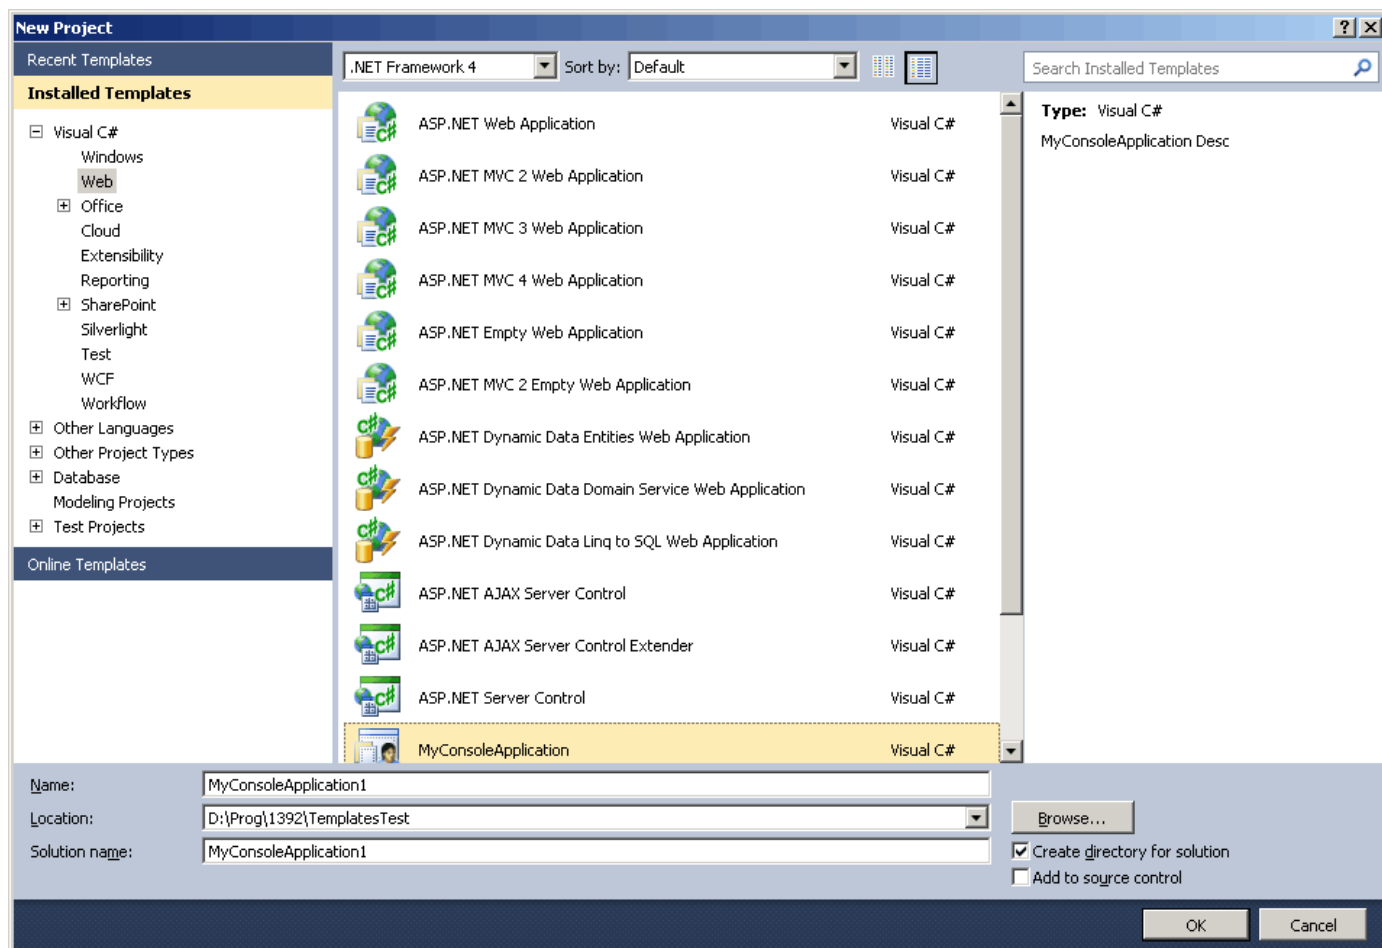 New Project
Recent Templates
Installed Templates
Visual C#
Windows
Web
Office
Cloud
Extensibility
Reporting
SharePoint
Silverlight
Test
WCF
Workflow
Other Languages
Other Project Types
Database
Modeling Projects
Test Projects
Online Templates
.NET Framework 4 Sort by: Default
ASP.NET Web Application Visual C#
ASP.NET MVC 2 Web Application Visual C#
ASP.NET MVC 3 Web Application Visual C#
ASP.NET MVC 4 Web Application Visual C#
ASP.NET Empty Web Application Visual C#
ASP.NET MVC 2 Empty Web Application Visual C#
ASP.NET Dynamic Data Entities Web Application Visual C#
ASP.NET Dynamic Data Domain Service Web Application Visual C#
ASP.NET Dynamic Data Linq to SQL Web Application Visual C#
ASP.NET AJAX Server Control Visual C#
ASP.NET AJAX Server Control Extender Visual C#
ASP.NET Server Control Visual C#
MyConsoleApplication Visual C#
Search Installed Templates
Type: Visual C#
MyConsoleApplication Desc
Name: MyConsoleApplication1
Location: D:\Prog\1392\TemplatesTest Browse...
Solution name: MyConsoleApplication1
Create directory for solution
Add to source control
OK Cancel